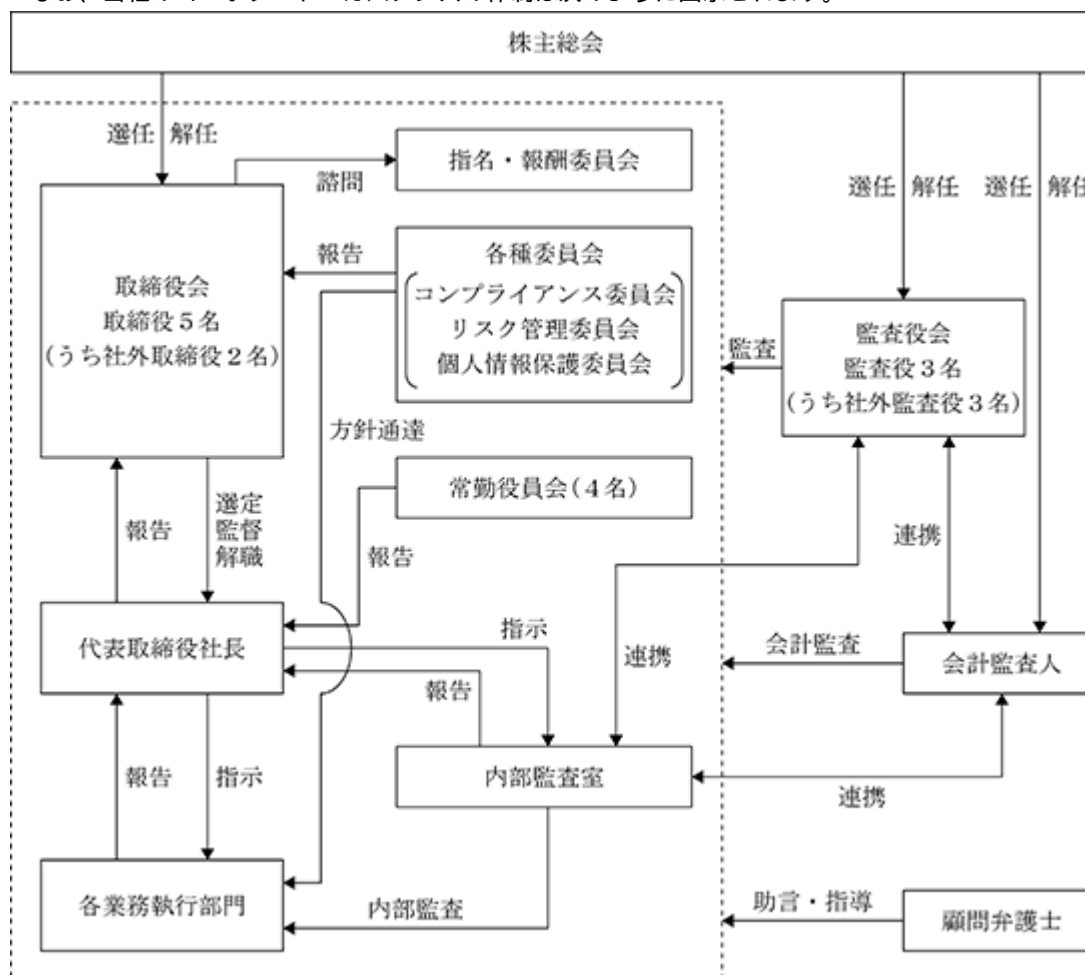 株主総会
選任 解任
指名・報酬委員会
諮問
選任 解任
選任 解任
報告
各種委員会
コンプライアンス委員会
リスク管理委員会
個人情報保護委員会
取締役会
取締役5名
(うち社外取締役2名)
監査
監査役会
監査役3名
(うち社外監査役3名)
方針通達
常勤役員会(4名)
報告
選定
監督
解職
報告
連携
代表取締役社長
指示
連携
会計監査
会計監査人
報告
報告
指示
内部監査室
連携
各業務執行部門
内部監査
助言・指導
顧問弁護士